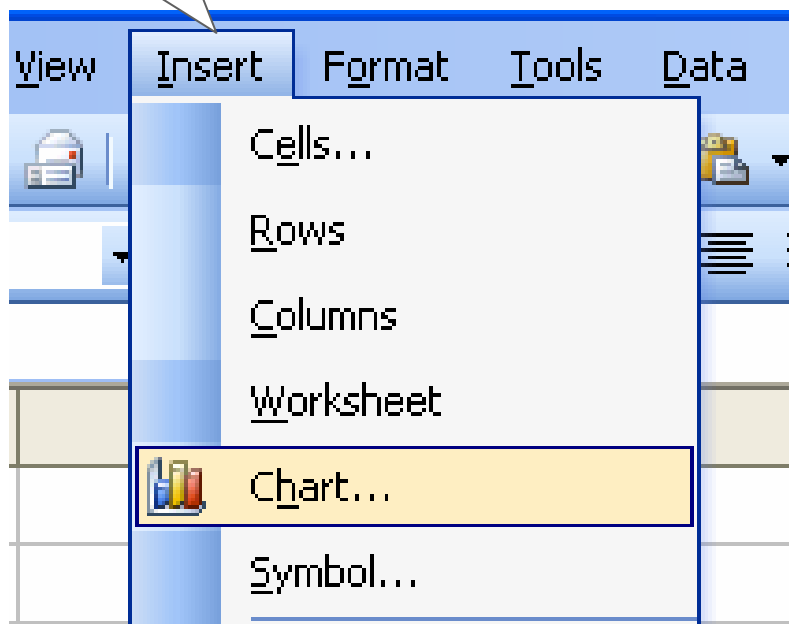 View Insert Format Tools Data
Cells...
Rows
Columns
Worksheet
Chart...
Symbol...